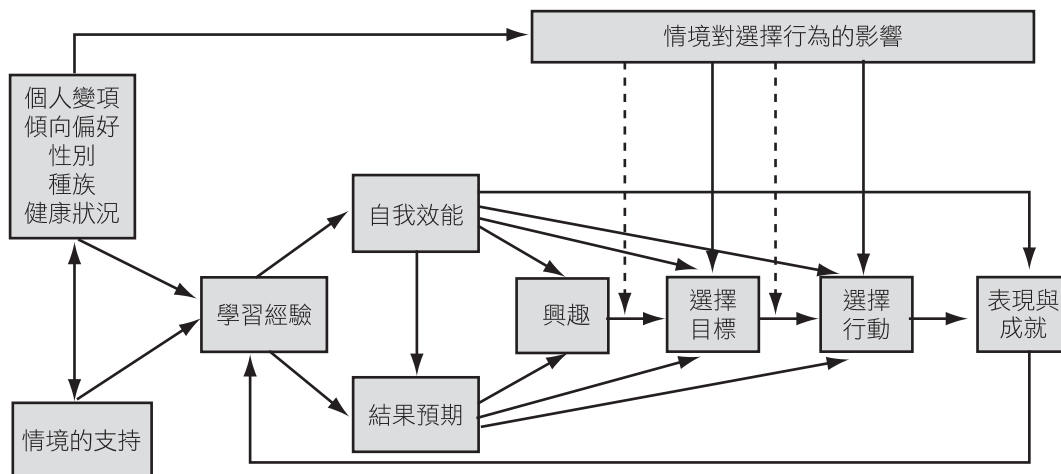 情境對選擇行為的影響
個人變項
傾向偏好
性別
種族
健康狀況
自我效能
學習經驗
興趣
選擇
目標
選擇
行動
表現與
成就
結果預期
情境的支持